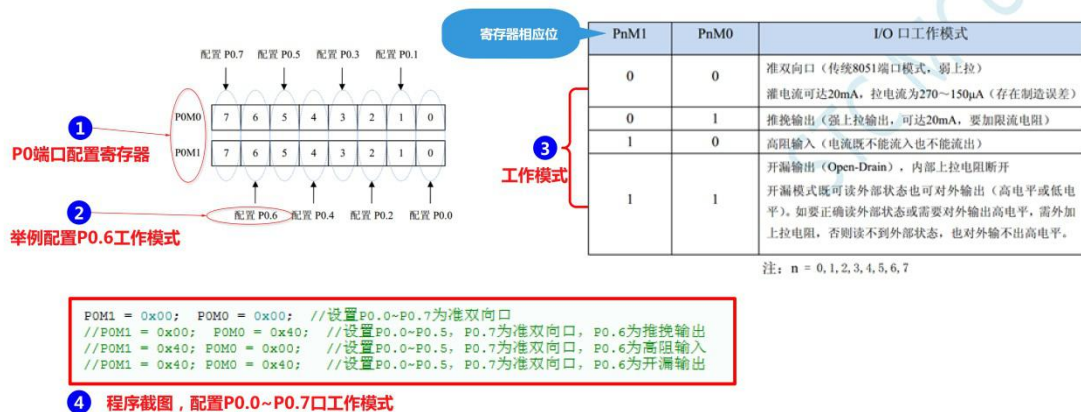 寄存器相应位
PnM1 PnM0 I/O 口工作模式
0 0 准双向口（传统8051端口模式，弱上拉）
灌电流可达20mA，拉电流为270～150μA（存在制造误差）
0 1 推挽输出（强上拉输出，可达20mA，要加限流电阻）
1 0 高阻输入（电流既不能流入也不能流出）
1 1 开漏输出（Open-Drain），内部上拉电阻断开
开漏模式既可读外部状态也可对外输出（高电平或低电
平）。如要正确读外部状态或需要对外输出高电平，需外加
上拉电阻，否则读不到外部状态，也对外输不出高电平。
注：n = 0,1,2,3,4,5,6,7
配置 P0.7 配置 P0.5 配置 P0.3 配置 P0.1
P0M0 7 6 5 4 3 2 1 0
P0M1 7 6 5 4 3 2 1 0
配置 P0.6 配置 P0.4 配置 P0.2 配置 P0.0
1
P0端口配置寄存器
2
举例配置P0.6工作模式
3
工作模式
P0M1 = 0x00; P0M0 = 0x00; //设置P0.0~P0.7为准双向口
//P0M1 = 0x00; P0M0 = 0x40; //设置P0.0~P0.5，P0.7为准双向口，P0.6为推挽输出
//P0M1 = 0x40; P0M0 = 0x00; //设置P0.0~P0.5，P0.7为准双向口，P0.6为高阻输入
//P0M1 = 0x40; P0M0 = 0x40; //设置P0.0~P0.5，P0.7为准双向口，P0.6为开漏输出
4 程序截图，配置P0.0~P0.7口工作模式